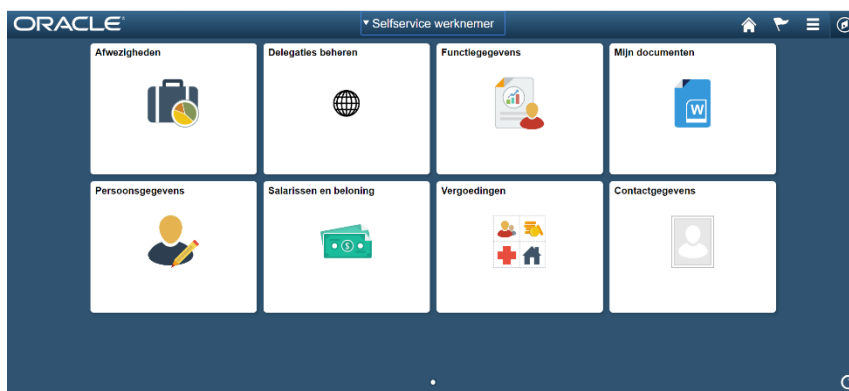 ORACLE
Selfservice werknemer
Afwezigheden
Delegaties beheren
Functiegegevens
Mijn documenten
W
Persoonsgegevens
Salarissen en beloning
Vergoedingen
Contactgegevens